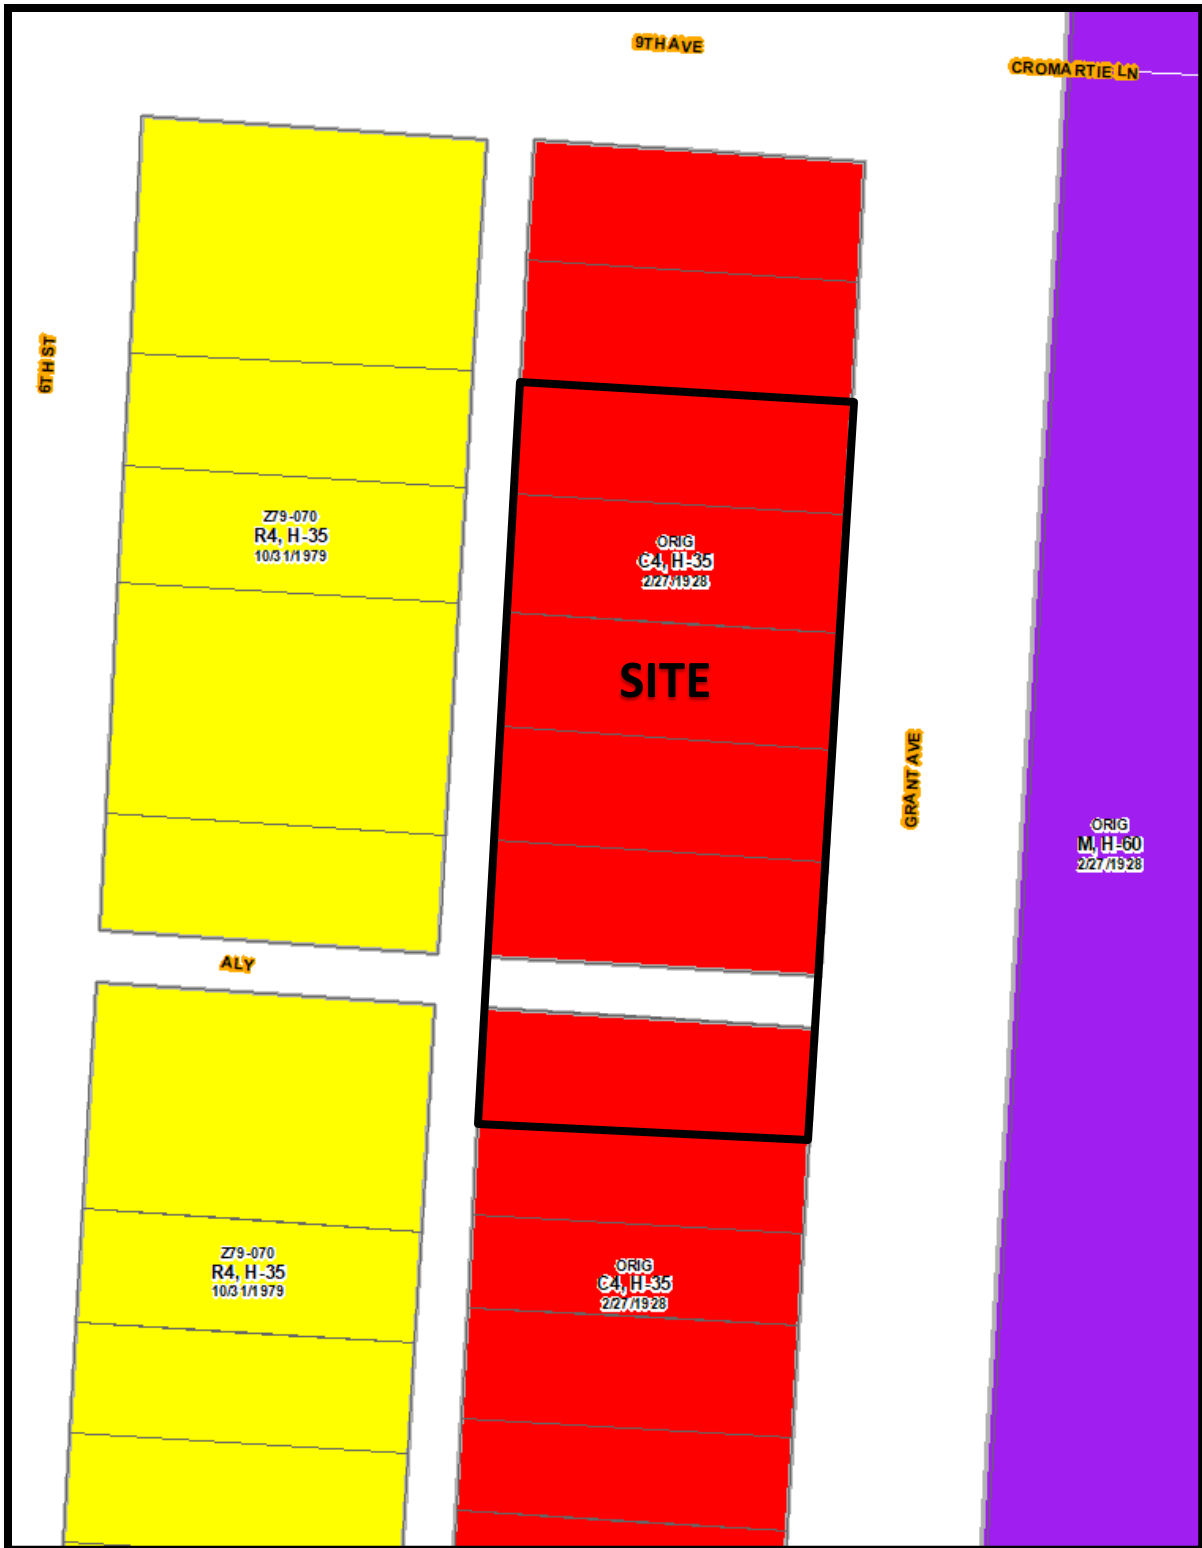 9TH AVE
CROMARTIE LN
6TH ST
Z79-070
R4, H-35
10/31/1979
ORIG
C4, H-35
2/27/1928
SITE
GRANT AVE
ORIG
M, H-60
2/27/1928
ALY
Z79-070
R4, H-35
10/31/1979
ORIG
C4, H-35
2/27/1928